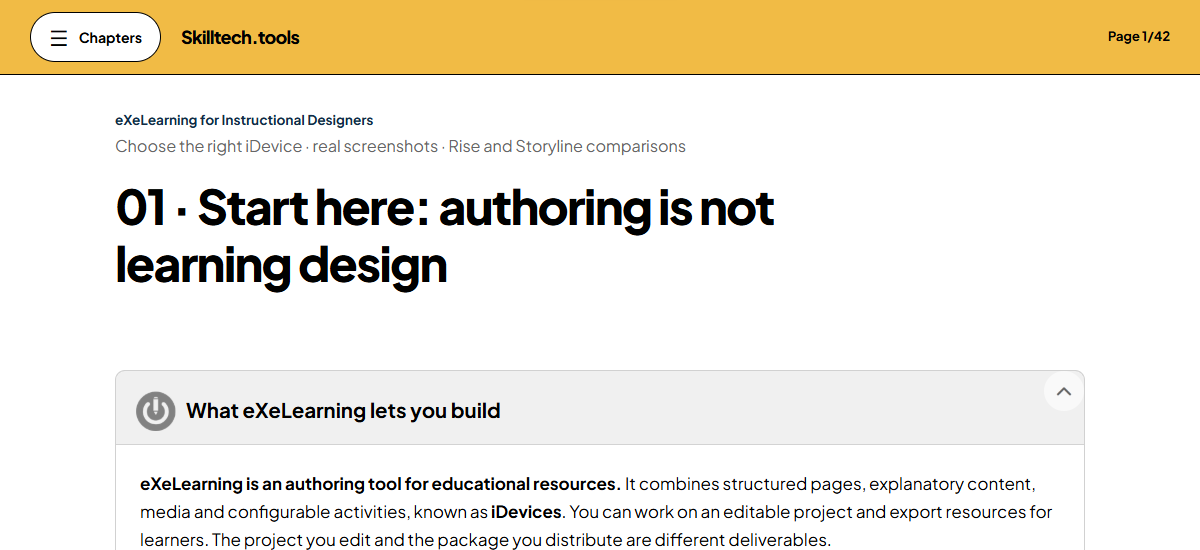 Chapters
Skilltech.tools
Page 1/42
eXeLearning for Instructional Designers
Choose the right iDevice · real screenshots · Rise and Storyline comparisons
01 · Start here: authoring is not
learning design
What eXeLearning lets you build
eXeLearning is an authoring tool for educational resources. It combines structured pages, explanatory content,
media and configurable activities, known as iDevices. You can work on an editable project and export resources for
learners. The project you edit and the package you distribute are different deliverables.